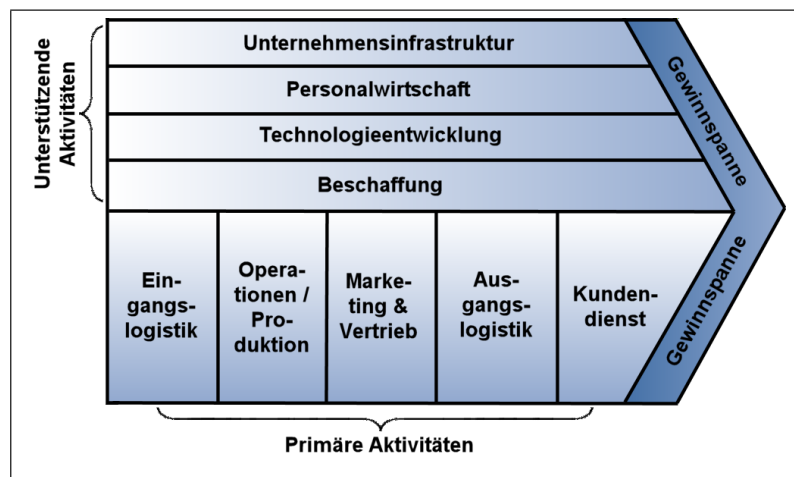 Unterstützende
Aktivitäten
Unternehmensinfrastruktur
Personalwirtschaft
Technologieentwicklung
Beschaffung
Gewinnspanne
Gewinnspanne
Ein-
gangs-
logistik
Opera-
tionen /
Pro-
duktion
Marke-
ting &
Vertrieb
Aus-
gangs-
logistik
Kunden-
dienst
Primäre Aktivitäten